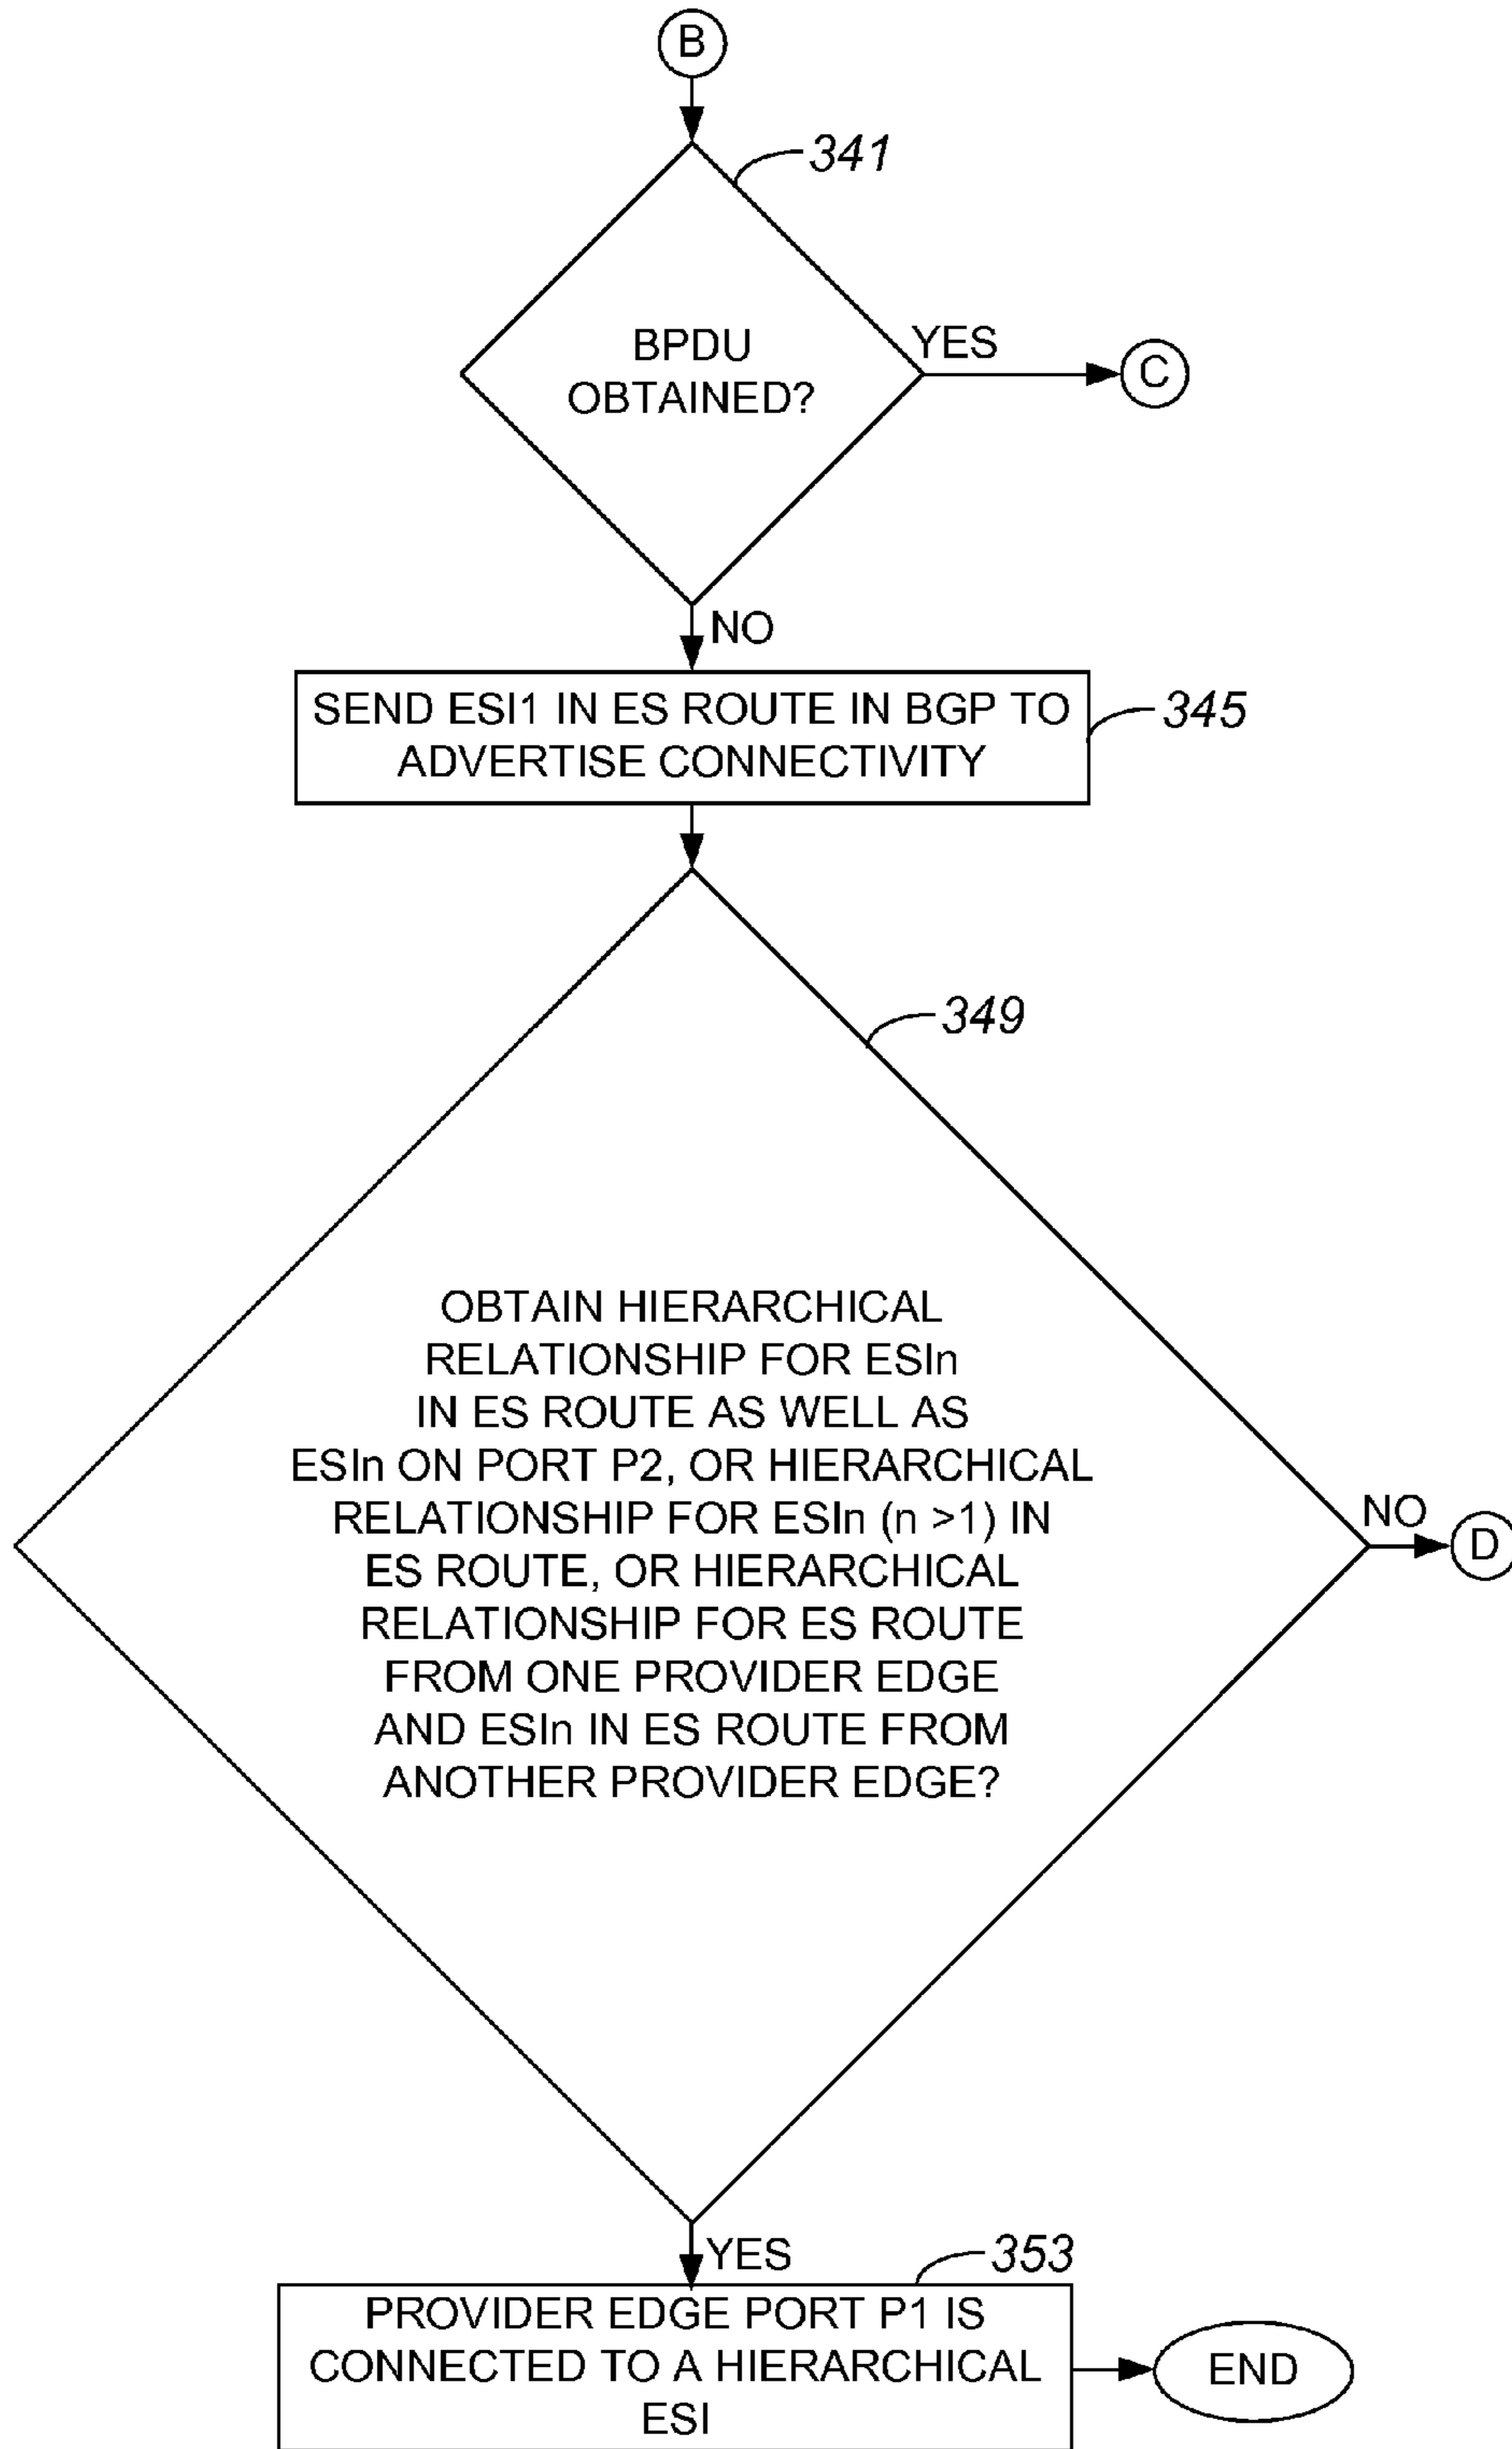 B
341
BPDU
OBTAINED?
YES
C
NO
SEND ESI1 IN ES ROUTE IN BGP TO
ADVERTISE CONNECTIVITY
345
349
OBTAIN HIERARCHICAL
RELATIONSHIP FOR ESIn
IN ES ROUTE AS WELL AS
ESIn ON PORT P2, OR HIERARCHICAL
RELATIONSHIP FOR ESIn (n >1) IN
ES ROUTE, OR HIERARCHICAL
RELATIONSHIP FOR ES ROUTE
FROM ONE PROVIDER EDGE
AND ESIn IN ES ROUTE FROM
ANOTHER PROVIDER EDGE?
NO
D
YES
353
PROVIDER EDGE PORT P1 IS
CONNECTED TO A HIERARCHICAL
ESI
END